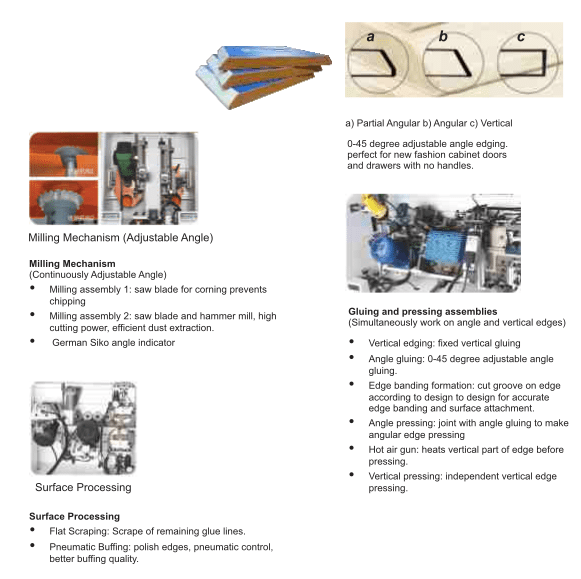 a b c
a) Partial Angular b) Angular c) Vertical
0-45 degree adjustable angle edging.
perfect for new fashion cabinet doors
and drawers with no handles.
Milling Mechanism (Adjustable Angle)
Milling Mechanism
(Continuously Adjustable Angle)
• Milling assembly 1: saw blade for corning prevents
chipping
• Milling assembly 2: saw blade and hammer mill, high
cutting power, efficient dust extraction.
• German Siko angle indicator
Gluing and pressing assemblies
(Simultaneously work on angle and vertical edges)
• Vertical edging: fixed vertical gluing
• Angle gluing: 0-45 degree adjustable angle
gluing.
• Edge banding formation: cut groove on edge
according to design to design for accurate
edge banding and surface attachment.
• Angle pressing: joint with angle gluing to make
angular edge pressing
• Hot air gun: heats vertical part of edge before
pressing.
• Vertical pressing: independent vertical edge
pressing.
Surface Processing
Surface Processing
• Flat Scraping: Scrape of remaining glue lines.
• Pneumatic Buffing: polish edges, pneumatic control,
better buffing quality.